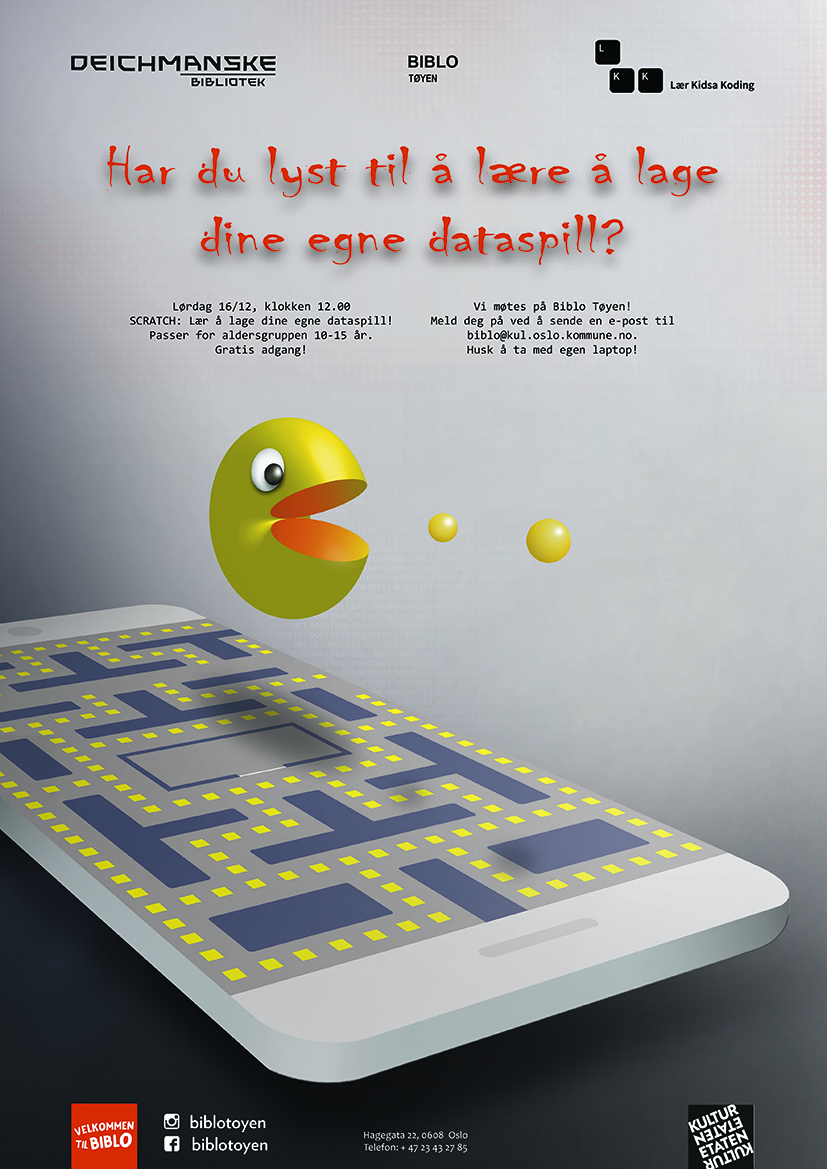 DEICHMANSKE
BIBLIOTEK
BIBLO
TØYEN
L
K K
Lær Kidsa Koding
Har du lyst til å lære å lage
dine egne dataspill?
Lørdag 16/12, klokken 12.00
SCRATCH: Lær å lage dine egne dataspill!
Passer for aldersgruppen 10-15 år.
Gratis adgang!
Vi møtes på Biblo Tøyen!
Meld deg på ved å sende en e-post til
biblo@kul.oslo.kommune.no.
Husk å ta med egen laptop!
VELKOMMEN
TIL BIBLO
biblotoyen
biblotoyen
Hagegata 22, 0608 Oslo
Telefon: + 47 23 43 27 85
KULTUR
ETATEN
KULTUR
ETATEN